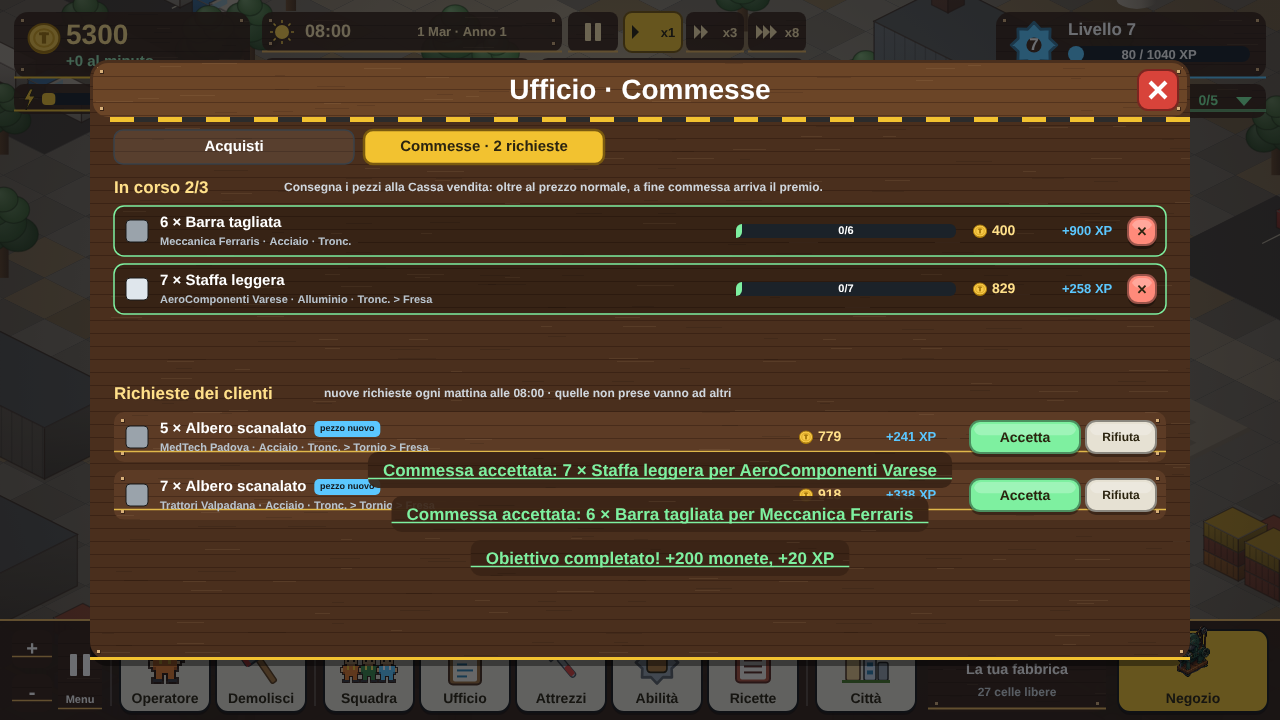 5300
+0 al minuto
08:00
1 Mar · Anno 1
x1
x3
x8
7
Livello 7
80 / 1040 XP
0/5
Ufficio · Commesse
Acquisti
Commesse · 2 richieste
In corso 2/3
Consegna i pezzi alla Cassa vendita: oltre al prezzo normale, a fine commessa arriva il premio.
6 × Barra tagliata
Meccanica Ferraris · Acciaio · Tronc.
0/6
400
+900 XP
7 × Staffa leggera
AeroComponenti Varese · Alluminio · Tronc. > Fresa
0/7
829
+258 XP
Richieste dei clienti
nuove richieste ogni mattina alle 08:00 · quelle non prese vanno ad altri
5 × Albero scanalato
pezzo nuovo
MedTech Padova · Acciaio · Tronc. > Tornio > Fresa
779
+241 XP
Accetta
Rifiuta
Commessa accettata: 7 × Staffa leggera per AeroComponenti Varese
7 × Albero scanalato
pezzo nuovo
Trattori Valpadana · Acciaio · Tronc. > Tornio
918
+338 XP
Accetta
Rifiuta
Commessa accettata: 6 × Barra tagliata per Meccanica Ferraris
Obiettivo completato! +200 monete, +20 XP
+
-
Menu
Operatore
Demolisci
Squadra
Ufficio
Attrezzi
Abilità
Ricette
Città
La tua fabbrica
27 celle libere
Negozio